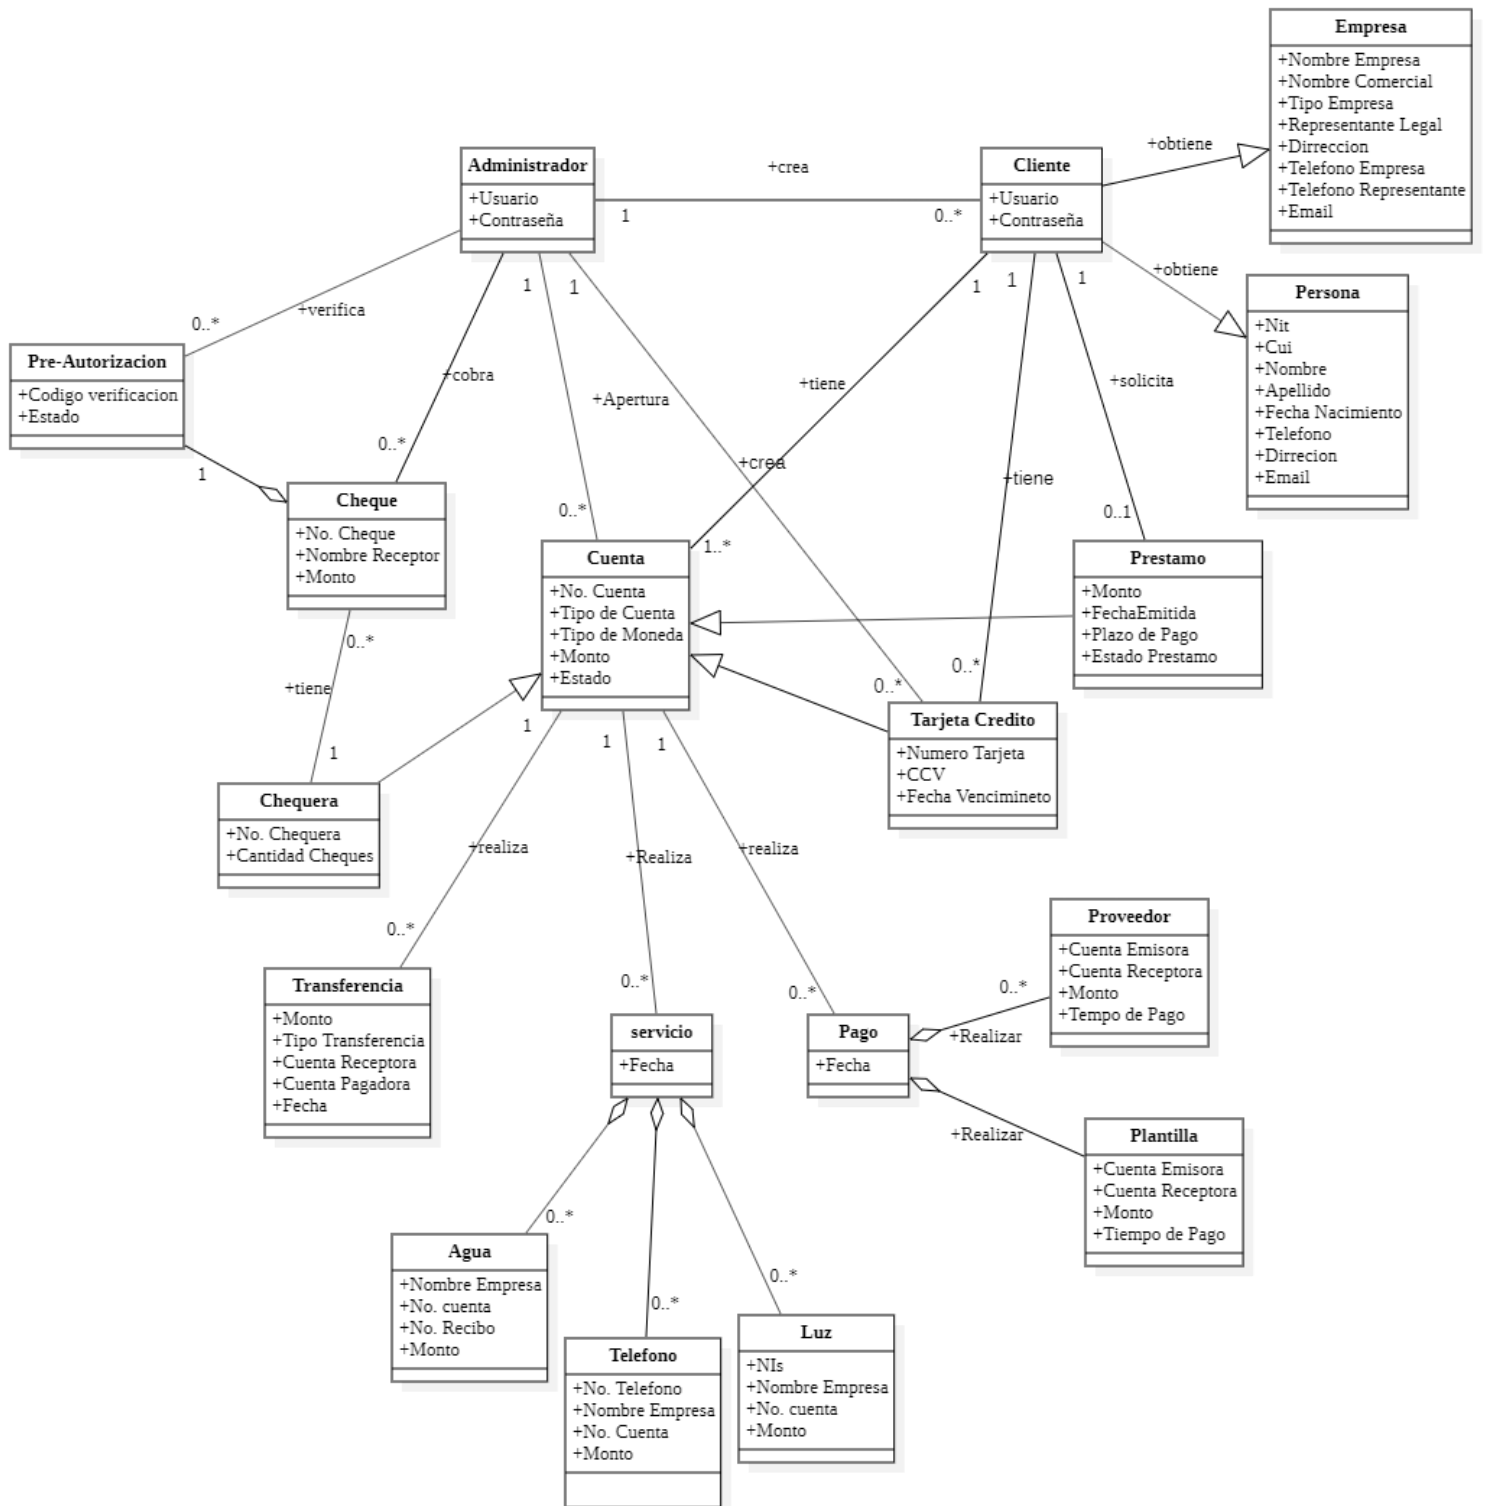 Empresa
+Nombre Empresa
+Nombre Comercial
+Tipo Empresa
+Representante Legal
+Dirreccion
+Telefono Empresa
+Telefono Representante
+Email
+obtiene
Administrador
+Usuario
+Contraseña
+crea
1
0..*
Cliente
+Usuario
+Contraseña
+obtiene
Persona
+Nit
+Cui
+Nombre
+Apellido
+Fecha Nacimiento
+Telefono
+Dirrecion
+Email
1
1
1
1
1
+verifica
0..*
Pre-Autorizacion
+Codigo verificacion
+Estado
1
+cobra
0..*
+Apertura
0..*
+crea
0..*
+tiene
1..*
+tiene
0..*
+solicita
0..1
Cheque
+No. Cheque
+Nombre Receptor
+Monto
0..*
+tiene
1
Cuenta
+No. Cuenta
+Tipo de Cuenta
+Tipo de Moneda
+Monto
+Estado
Prestamo
+Monto
+FechaEmitida
+Plazo de Pago
+Estado Prestamo
Tarjeta Credito
+Numero Tarjeta
+CCV
+Fecha Vencimineto
Chequera
+No. Chequera
+Cantidad Cheques
1
1
1
+realiza
0..*
+Realiza
0..*
+realiza
0..*
Transferencia
+Monto
+Tipo Transferencia
+Cuenta Receptora
+Cuenta Pagadora
+Fecha
servicio
+Fecha
Pago
+Fecha
0..*
+Realizar
Proveedor
+Cuenta Emisora
+Cuenta Receptora
+Monto
+Tempo de Pago
+Realizar
Plantilla
+Cuenta Emisora
+Cuenta Receptora
+Monto
+Tiempo de Pago
0..*
0..*
0..*
Agua
+Nombre Empresa
+No. cuenta
+No. Recibo
+Monto
Telefono
+No. Telefono
+Nombre Empresa
+No. Cuenta
+Monto
Luz
+NIs
+Nombre Empresa
+No. cuenta
+Monto